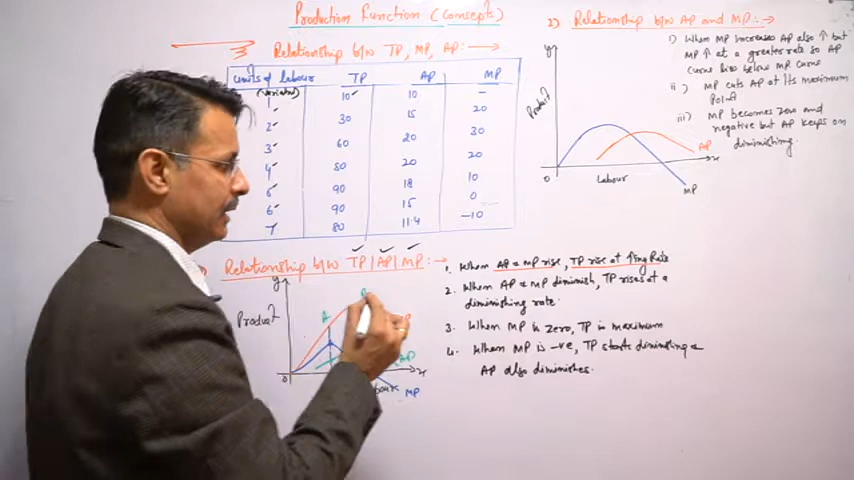 Production Function (Concepts)
Relationship b/w TP, MP, AP:
Units of labour TP AP MP
(Variable)
1 10 10 -
2 30 15 20
3 60 20 30
4 80 20 20
5 90 18 10
6 90 15 0
7 80 11.4 -10
Relationship b/w TP/AP/MP:
y
Product
A
AP
0
x
MP
1. When AP & MP rise, TP rise at ↑ing Rate
2. When AP & MP diminish, TP rises at a
diminishing rate.
3. When MP is zero, TP is maximum
4. When MP is -ve, TP starts diminishing &
AP also diminishes.
2) Relationship b/w AP and MP:
i) When MP increases AP also ↑ but
MP ↑ at a greater rate so AP
curve lies below MP curve
ii) MP cuts AP at its maximum
point
iii) MP becomes zero and
negative but AP keeps on
diminishing.
y
Product
AP
x
0
Labour
MP